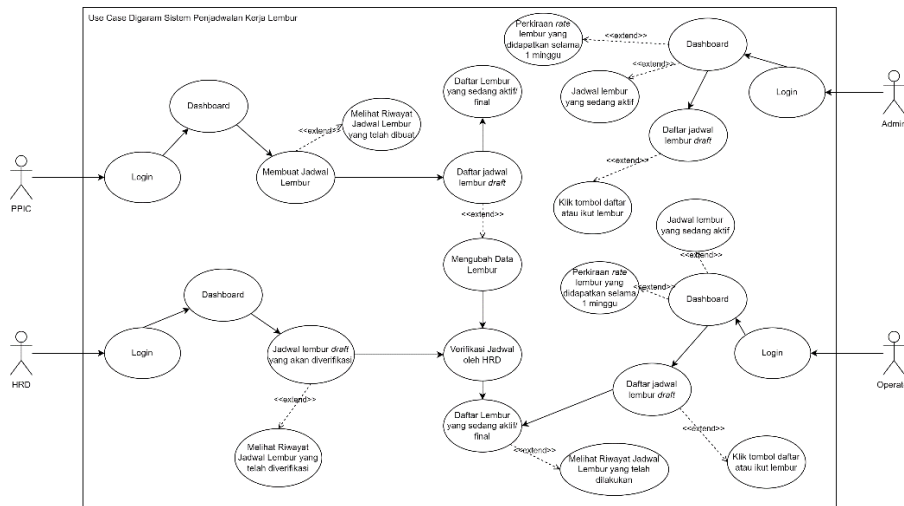 Use Case Digaram Sistem Penjadwalan Kerja Lembur
Perkiraan rate
lembur yang
didapatkan selama
1 minggu
<<extend>>
Dashboard
Daftar Lembur
yang sedang aktif/
final
<<extend>>
Jadwal lembur
yang sedang aktif
Login
Admin
Dashboard
Melihat Riwayat
Jadwal Lembur
yang telah dibuat
<<extend>>
Daftar jadwal
lembur draft
<<extend>>
PPIC
Login
Membuat Jadwal
Lembur
Daftar jadwal
lembur draft
Klik tombol daftar
atau ikut lembur
<<extend>>
Jadwal lembur
yang sedang aktif
<<extend>>
Mengubah Data
Lembur
Perkiraan rate
lembur yang
didapatkan selama
1 minggu
<<extend>>
Dashboard
Dashboard
HRD
Login
Jadwal lembur draft
yang akan diverifikasi
Verifikasi Jadwal
oleh HRD
Login
Operato
Daftar jadwal
lembur draft
<<extend>>
Daftar Lembur
yang sedang aktif/
final
<<extend>>
<<extend>>
Melihat Riwayat
Jadwal Lembur yang
telah diverifikasi
Melihat Riwayat Jadwal
Lembur yang telah
dilakukan
Klik tombol daftar
atau ikut lembur